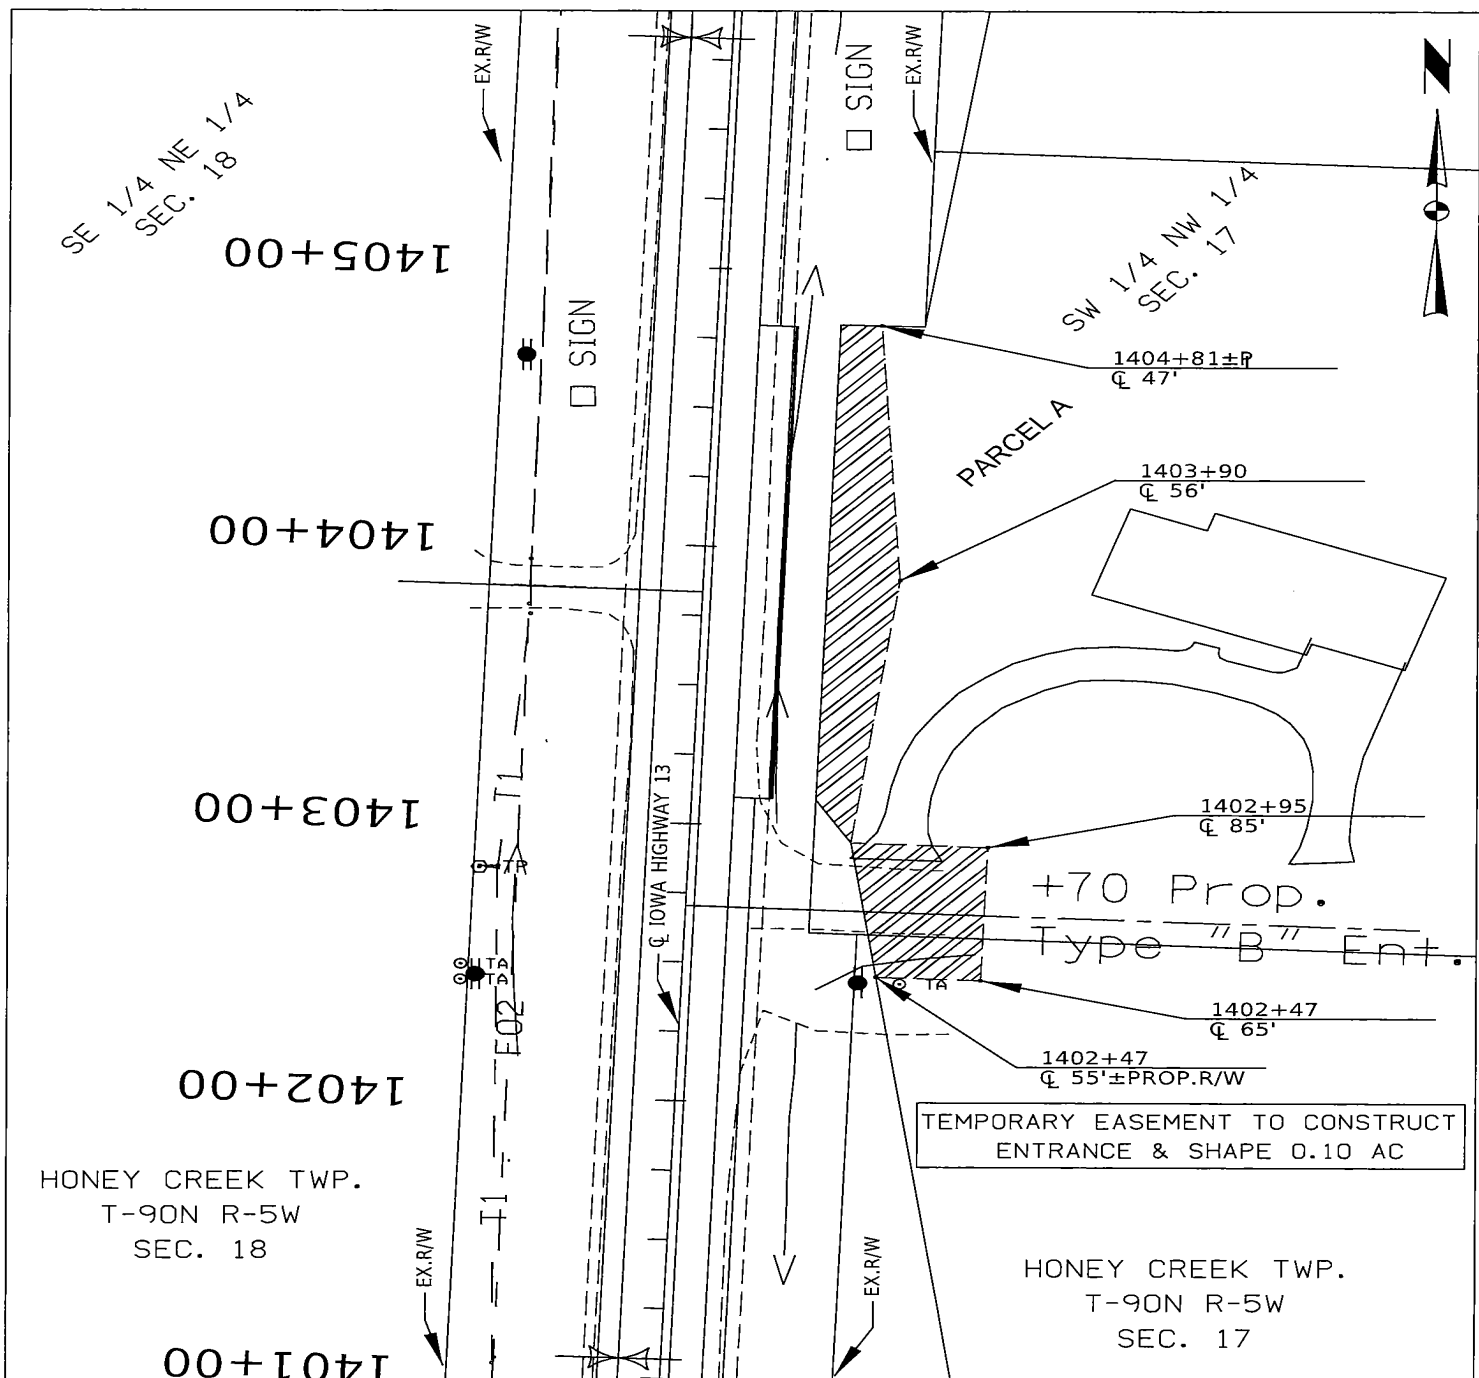 EX.R/W
SIGN
EX.R/W
N
SE 1/4 NE 1/4
SEC. 18
1405+00
SW 1/4 NW 1/4
SEC. 17
SIGN
1404+81±
℄ 47'
PARCEL A
1403+90
℄ 56'
1404+00
T1
℄ IOWA HIGHWAY 13
1403+00
1402+95
℄ 85'
TP
+70 Prop.
Type "B" Ent.
TA
TA
TA
FO2
1402+47
℄ 65'
1402+47
℄ 55'±PROP.R/W
1402+00
TEMPORARY EASEMENT TO CONSTRUCT
ENTRANCE & SHAPE 0.10 AC
HONEY CREEK TWP.
T-90N R-5W
SEC. 18
T1
EX.R/W
EX.R/W
HONEY CREEK TWP.
T-90N R-5W
SEC. 17
1401+00